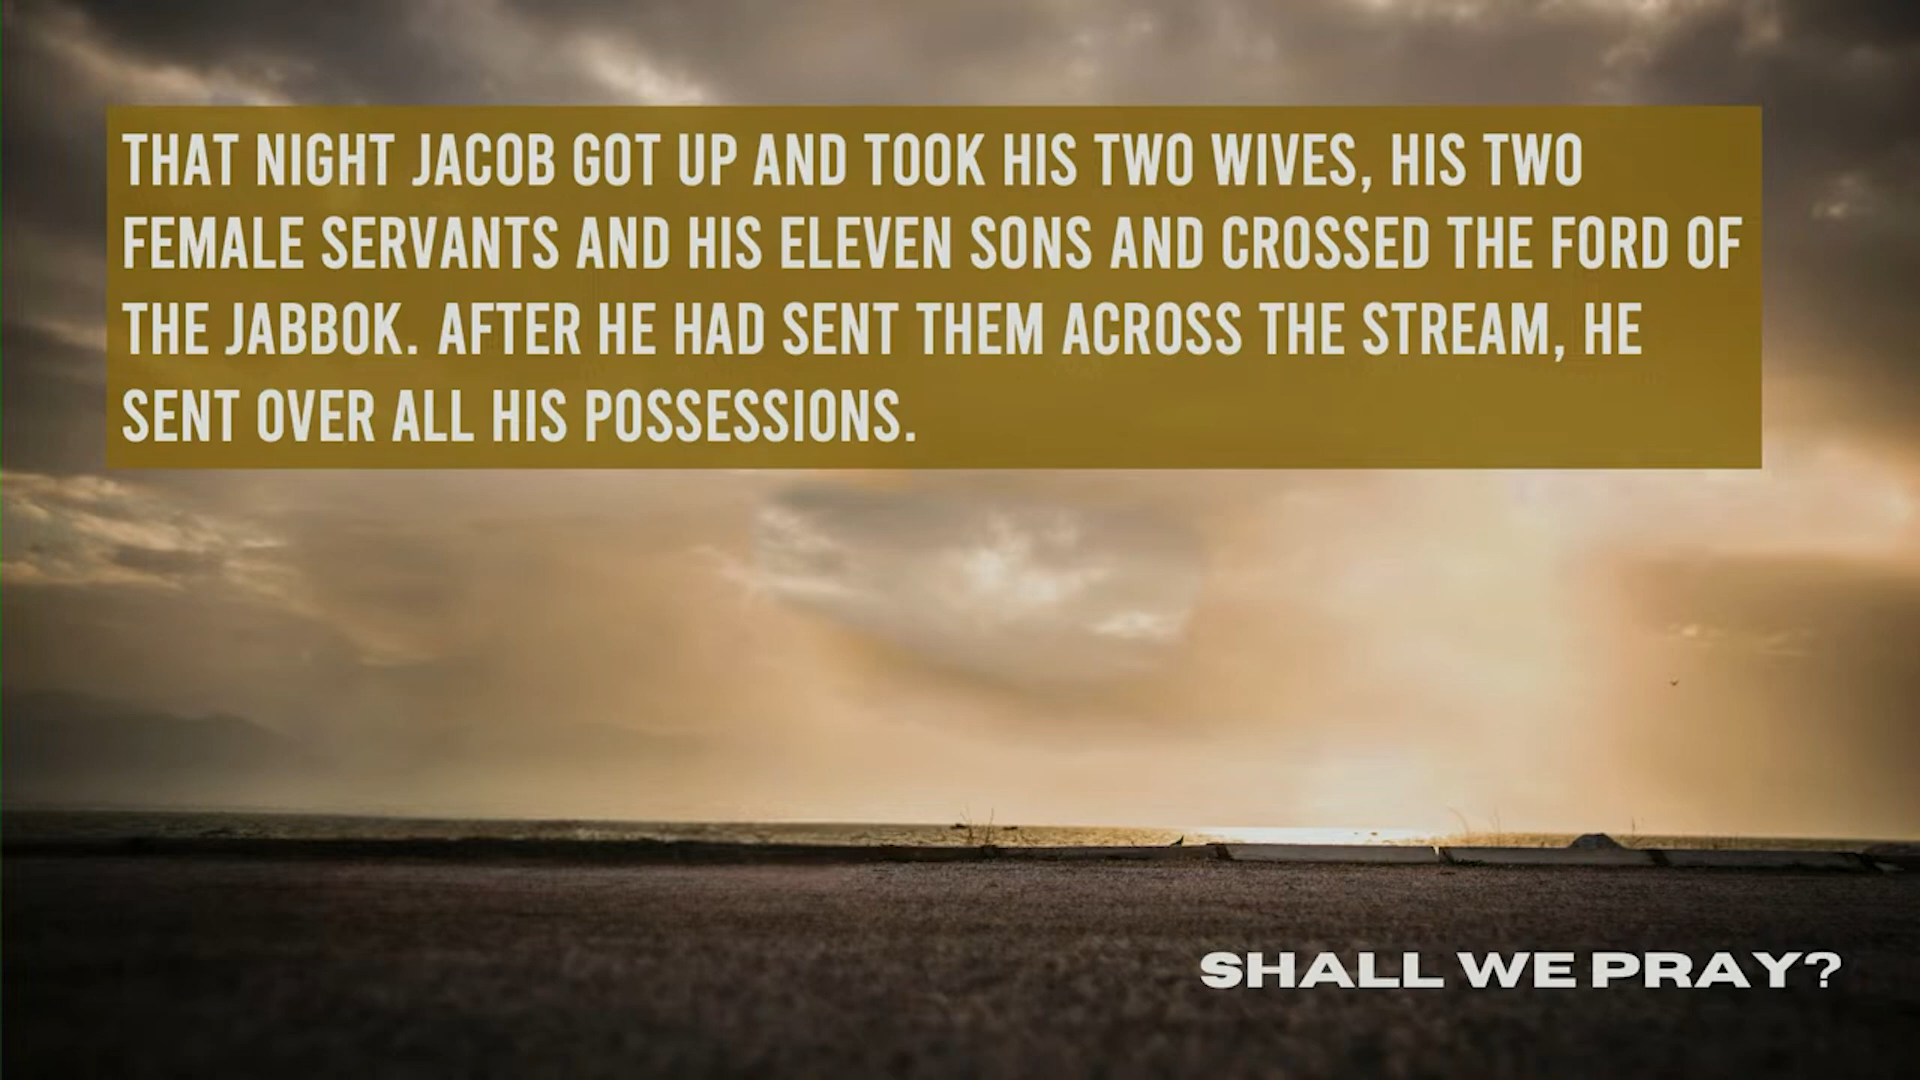 THAT NIGHT JACOB GOT UP AND TOOK HIS TWO WIVES, HIS TWO
FEMALE SERVANTS AND HIS ELEVEN SONS AND CROSSED THE FORD OF
THE JABBOK. AFTER HE HAD SENT THEM ACROSS THE STREAM, HE
SENT OVER ALL HIS POSSESSIONS.
SHALL WE PRAY?